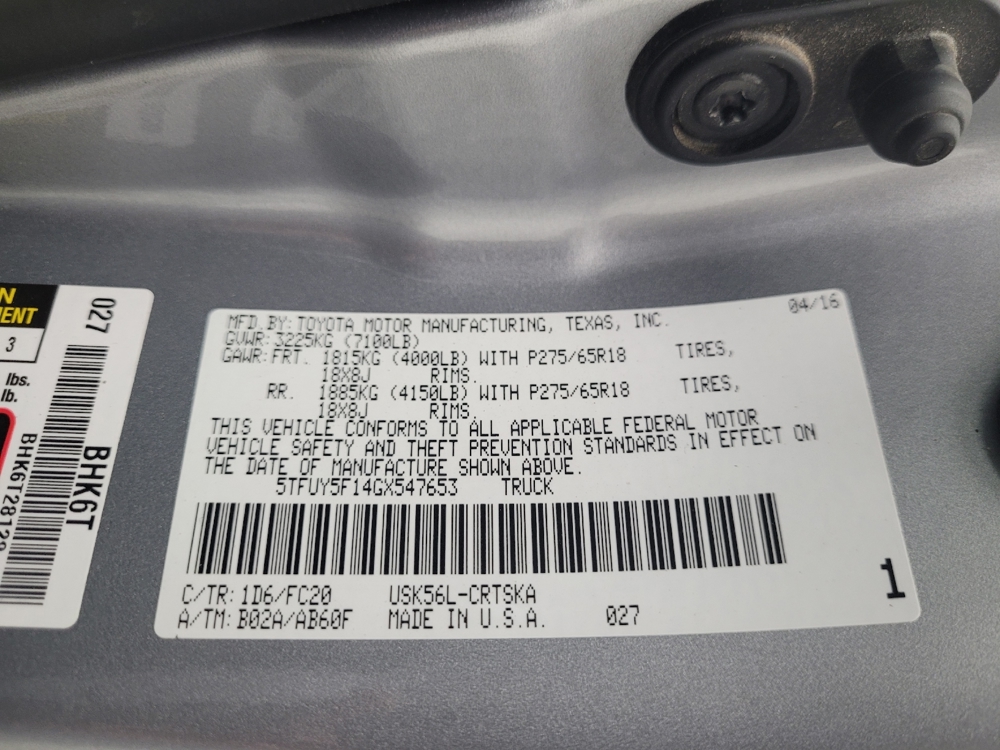 N
ENT
3
lbs.
lb.
027
BHK6T
04/16
MFD.BY:TOYOTA MOTOR MANUFACTURING, TEXAS, INC.
GVWR:3225KG (7100LB)
GAWR:FRT. 1815KG (4000LB) WITH P275/65R18 TIRES,
18X8J RIMS.
RR. 1885KG (4150LB) WITH P275/65R18 TIRES,
18X8J RIMS.
THIS VEHICLE CONFORMS TO ALL APPLICABLE FEDERAL MOTOR
VEHICLE SAFETY AND THEFT PREVENTION STANDARDS IN EFFECT ON
THE DATE OF MANUFACTURE SHOWN ABOVE.
5TFUY5F14GX547653 TRUCK
C/TR:1D6/FC20 USK56L-CRTSKA
A/TM:B02A/AB60F MADE IN U.S.A. 027
1